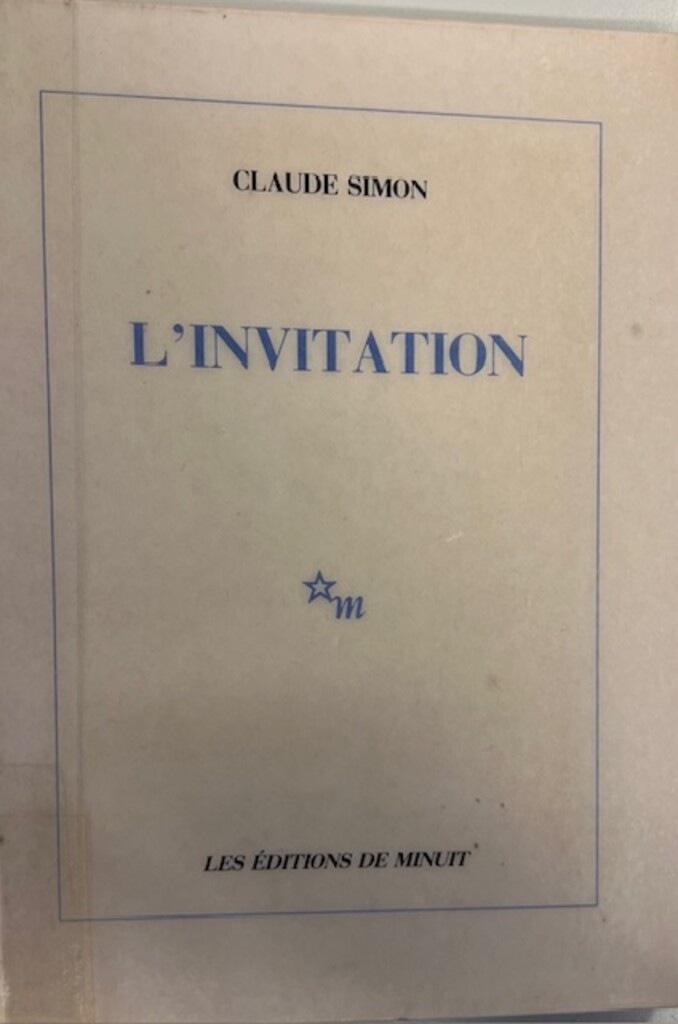 CLAUDE SIMON
L'INVITATION
m
LES ÉDITIONS DE MINUIT